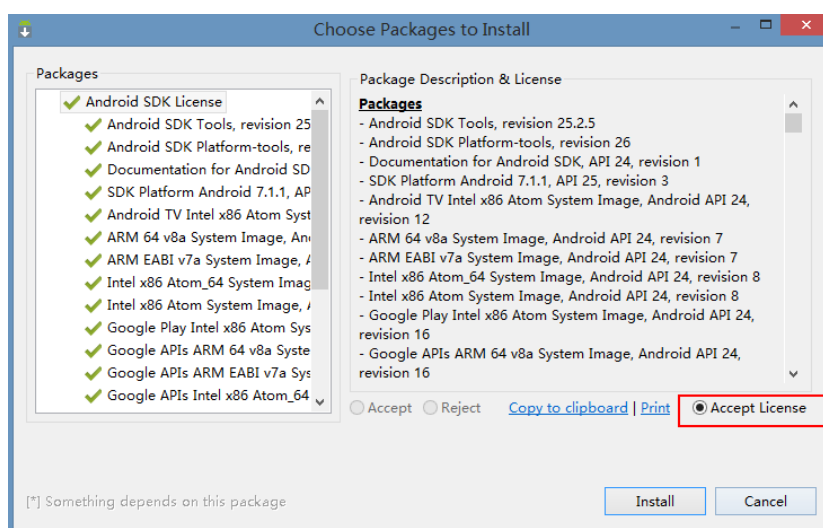 Choose Packages to Install
Packages
Android SDK License
Android SDK Tools, revision 25
Android SDK Platform-tools, re
Documentation for Android SD
SDK Platform Android 7.1.1, AP
Android TV Intel x86 Atom Syst
ARM 64 v8a System Image, An
ARM EABI v7a System Image, A
Intel x86 Atom_64 System Imag
Intel x86 Atom System Image, A
Google Play Intel x86 Atom Sys
Google APIs ARM 64 v8a Syste
Google APIs ARM EABI v7a Sys
Google APIs Intel x86 Atom_64
Package Description & License
Packages
- Android SDK Tools, revision 25.2.5
- Android SDK Platform-tools, revision 26
- Documentation for Android SDK, API 24, revision 1
- SDK Platform Android 7.1.1, API 25, revision 3
- Android TV Intel x86 Atom System Image, Android API 24,
revision 12
- ARM 64 v8a System Image, Android API 24, revision 7
- ARM EABI v7a System Image, Android API 24, revision 7
- Intel x86 Atom_64 System Image, Android API 24, revision 8
- Intel x86 Atom System Image, Android API 24, revision 8
- Google Play Intel x86 Atom System Image, Android API 24,
revision 16
- Google APIs ARM 64 v8a System Image, Android API 24,
revision 16
Accept Reject Copy to clipboard | Print Accept License
[*] Something depends on this package
Install Cancel